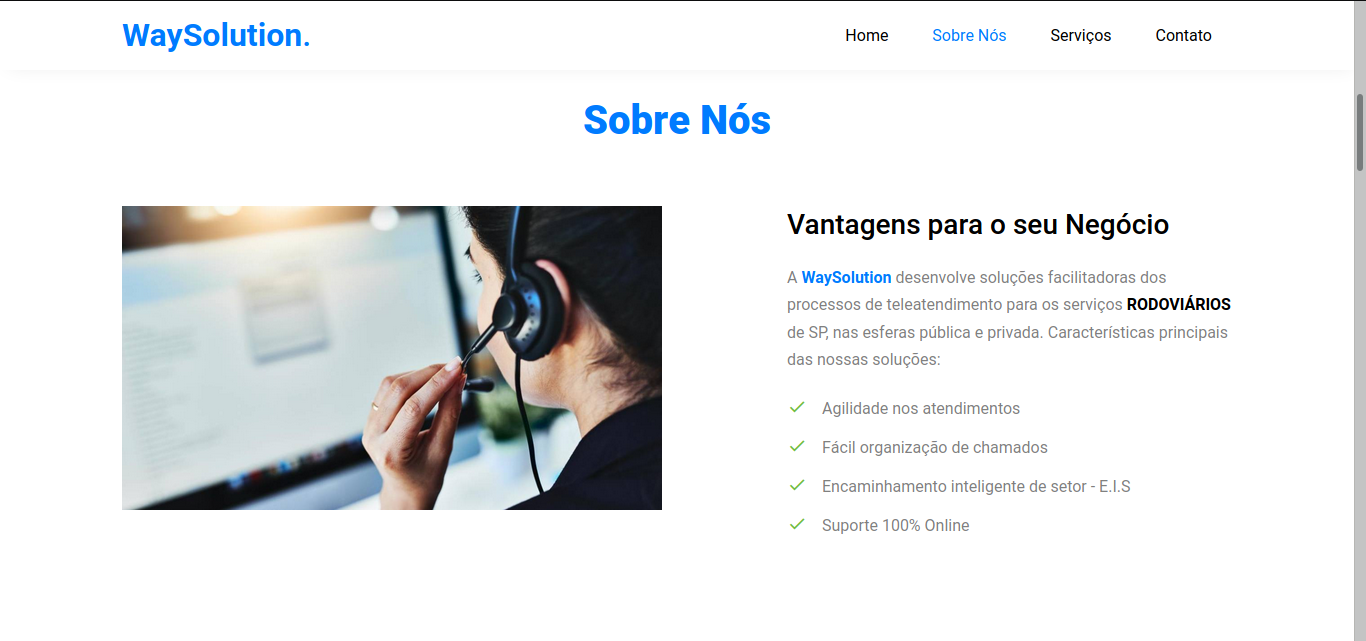 WaySolution.
Home Sobre Nós Serviços Contato
Sobre Nós
Vantagens para o seu Negócio
A WaySolution desenvolve soluções facilitadoras dos
processos de teleatendimento para os serviços RODOVIÁRIOS
de SP, nas esferas pública e privada. Características principais
das nossas soluções:
Agilidade nos atendimentos
Fácil organização de chamados
Encaminhamento inteligente de setor - E.I.S
Suporte 100% Online